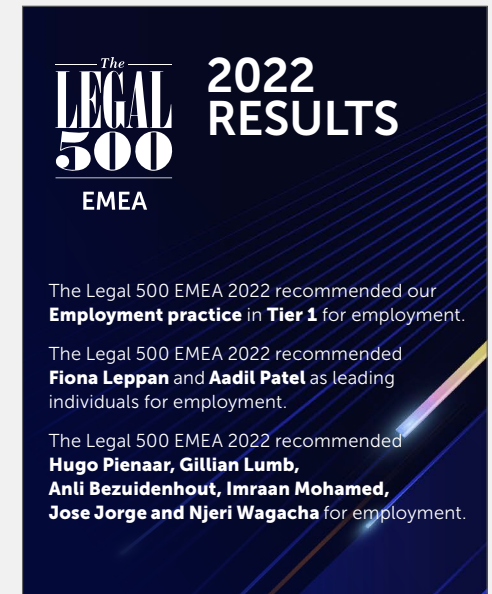 The
LEGAL
500
EMEA
2022
RESULTS
The Legal 500 EMEA 2022 recommended our
Employment practice in Tier 1 for employment.
The Legal 500 EMEA 2022 recommended
Fiona Leppan and Aadil Patel as leading
individuals for employment.
The Legal 500 EMEA 2022 recommended
Hugo Pienaar, Gillian Lumb,
Anli Bezuidenhout, Imraan Mohamed,
Jose Jorge and Njeri Wagacha for employment.